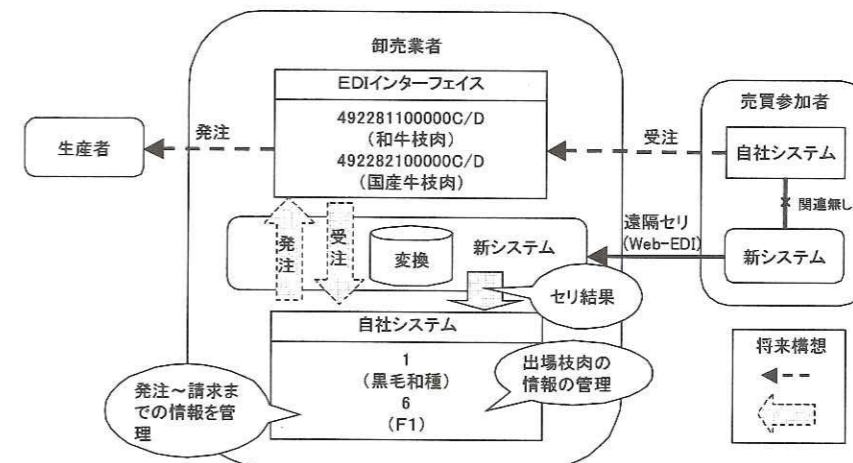 卸売業者
EDIインターフェイス
492281100000C/D
(和牛枝肉)
492282100000C/D
(国産牛枝肉)
生産者
発注
受注
売買参加者
自社システム
関連無し
新システム
遠隔セリ
(Web-EDI)
発注
受注
変換
新システム
セリ結果
自社システム
1
(黒毛和種)
6
(F1)
出場枝肉の
情報の管理
発注～請求ま
での情報を管
理
将来構想